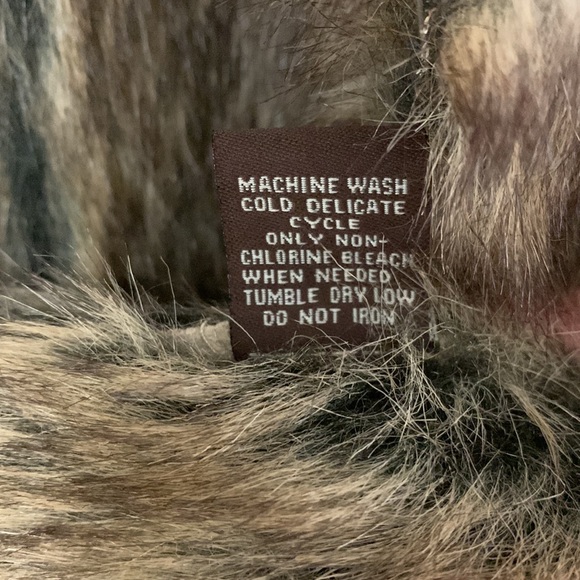 MACHINE WASH
COLD DELICATE
CYCLE
ONLY NON-
CHLORINE BLEACH
WHEN NEEDED
TUMBLE DRY LOW
DO NOT IRON